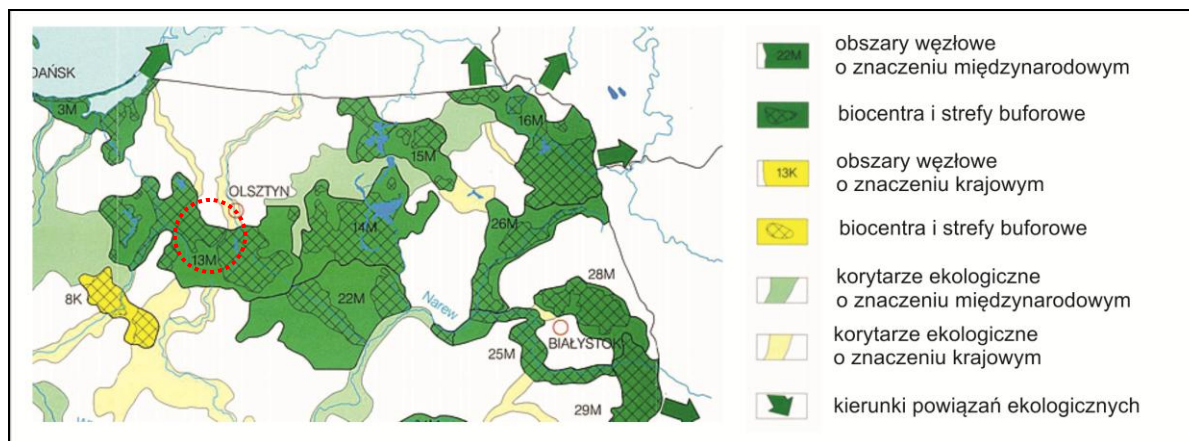 DAŃSK
3M
16M
15M
OLSZTYN
14M
26M
13M
8K
22M
Narew
28M
25M
BIAŁYSTOK
29M
22M
obszary węzłowe
o znaczeniu międzynarodowym
biocentra i strefy buforowe
13K
obszary węzłowe
o znaczeniu krajowym
biocentra i strefy buforowe
korytarze ekologiczne
o znaczeniu międzynarodowym
korytarze ekologiczne
o znaczeniu krajowym
kierunki powiązań ekologicznych